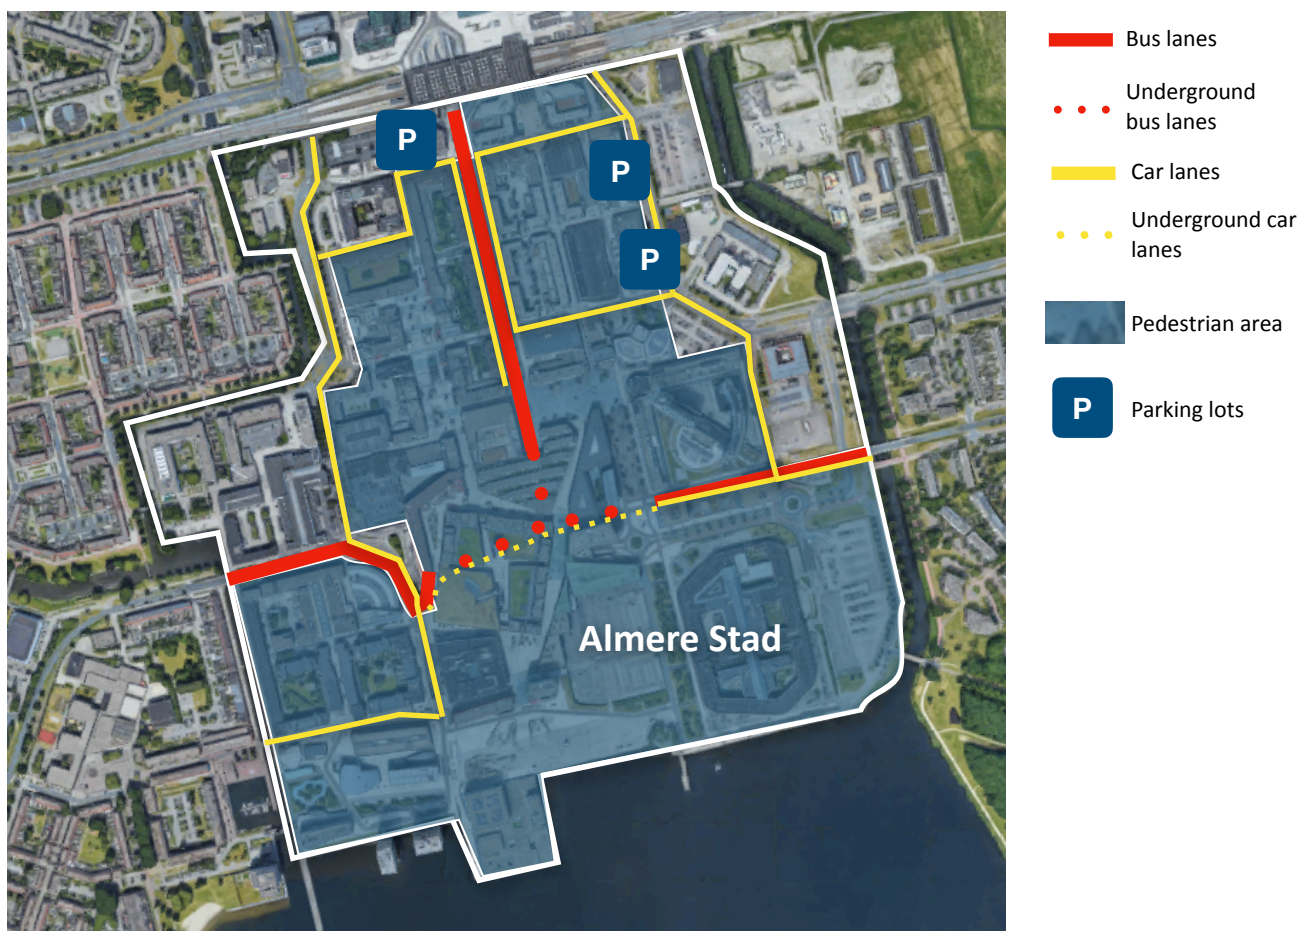 Bus lanes
Underground
bus lanes
Car lanes
Underground car
lanes
Pedestrian area
P
Parking lots
P
P
P
Almere Stad